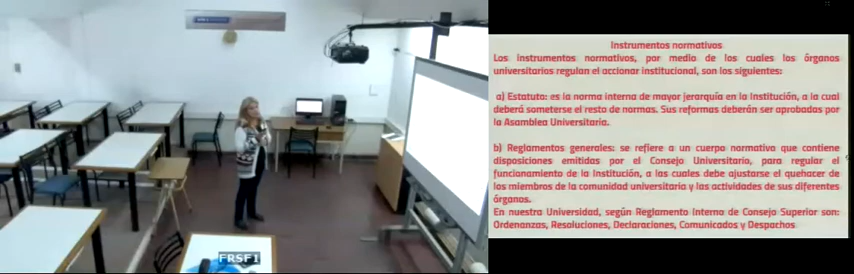 FRSF1
Instrumentos normativos
Los instrumentos normativos, por medio de los cuales los órganos
universitarios regulan el accionar institucional, son los siguientes:
a) Estatuto: es la norma interna de mayor jerarquía en la Institución, a la cual
deberá someterse el resto de normas. Sus reformas deberán ser aprobadas por
la Asamblea Universitaria.
b) Reglamentos generales: se refiere a un cuerpo normativo que contiene
disposiciones emitidas por el Consejo Universitario, para regular el
funcionamiento de la Institución, a las cuales debe ajustarse el quehacer de
los miembros de la comunidad universitaria y las actividades de sus diferentes
órganos.
En nuestra Universidad, según Reglamento Interno de Consejo Superior son:
Ordenanzas, Resoluciones, Declaraciones, Comunicados y Despachos